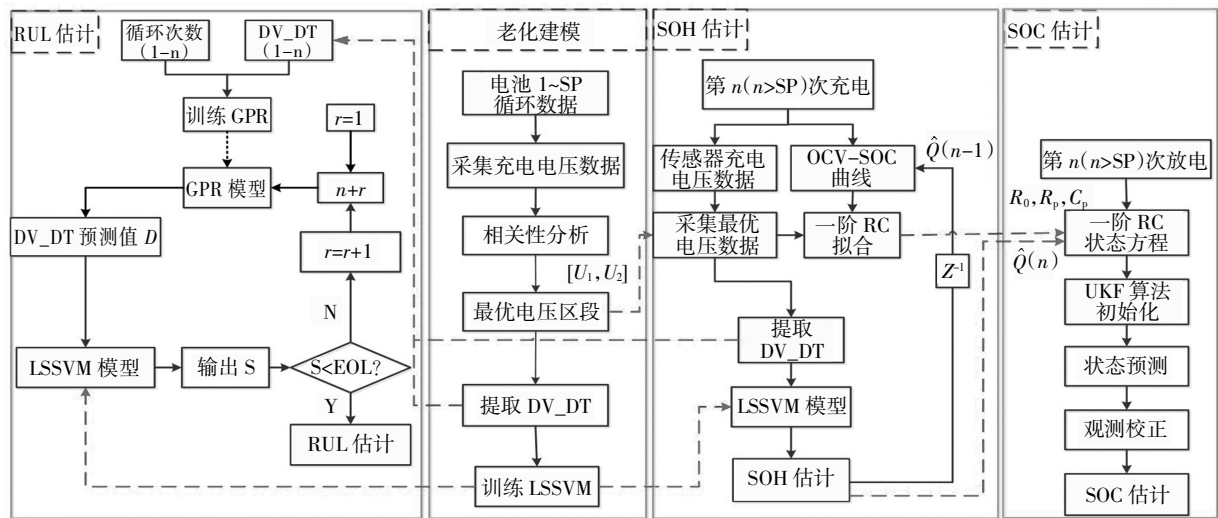 RUL 估计
循环次数
（1-n）
DV_DT
（1-n）
训练 GPR
r=1
GPR 模型
n+r
DV_DT 预测值 D
r=r+1
N
LSSVM 模型
输出 S
S<EOL?
Y
RUL 估计
老化建模
电池 1~SP
循环数据
采集充电电压数据
相关性分析
[U₁, U₂]
最优电压区段
提取 DV_DT
训练 LSSVM
SOH 估计
第 n(n>SP)次充电
传感器充电
电压数据
OCV-SOC
曲线
Q̂(n-1)
采集最优
电压数据
一阶 RC
拟合
Z⁻¹
提取
DV_DT
LSSVM 模型
SOH 估计
SOC 估计
第 n(n>SP)次放电
R₀, Rₚ, Cₚ
一阶 RC
状态方程
Q̂(n)
UKF 算法
初始化
状态预测
观测校正
SOC 估计